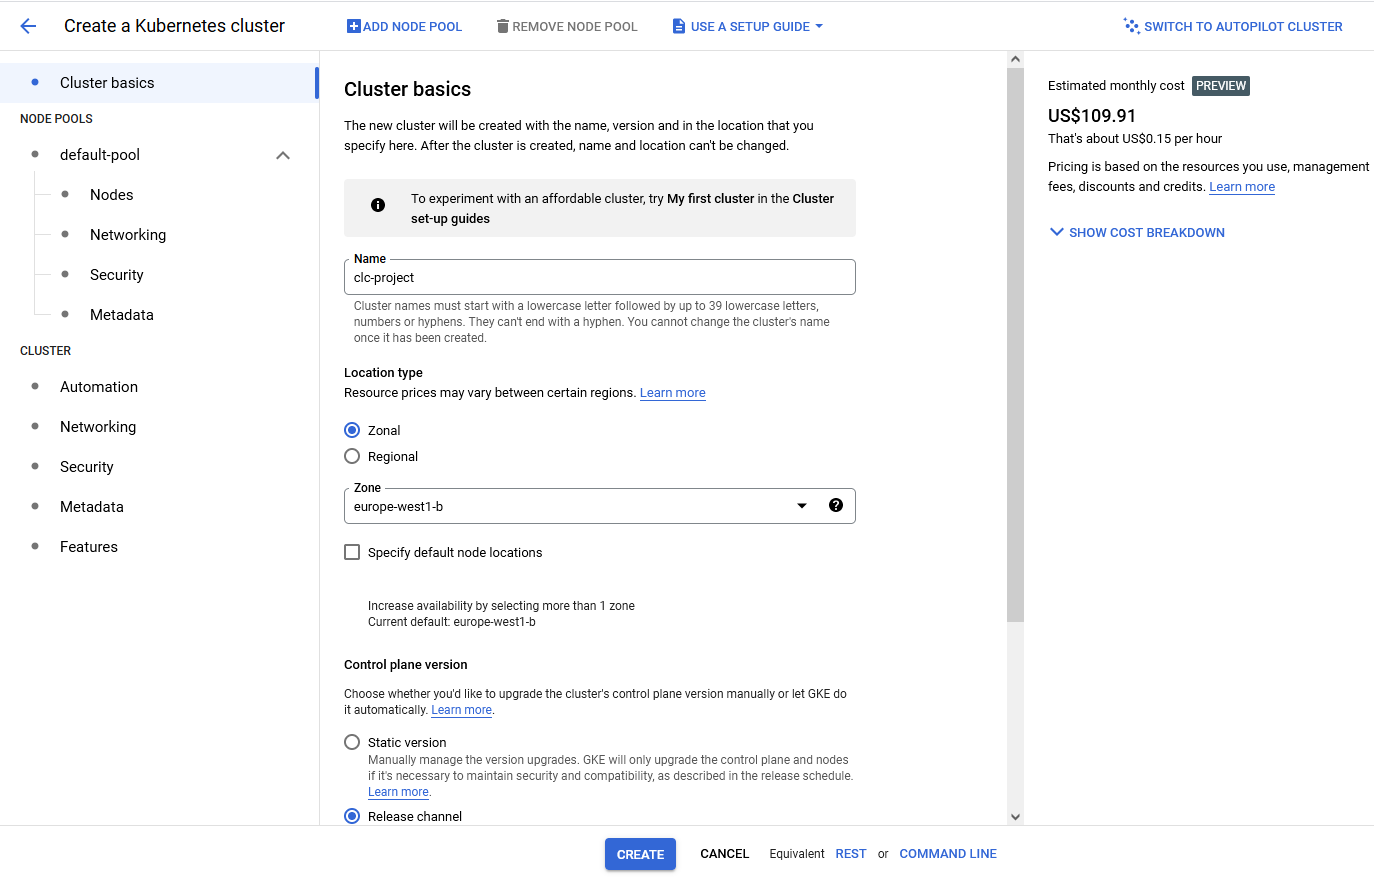 Create a Kubernetes cluster
ADD NODE POOL
REMOVE NODE POOL
USE A SETUP GUIDE
SWITCH TO AUTOPILOT CLUSTER
Cluster basics
NODE POOLS
default-pool
Nodes
Networking
Security
Metadata
CLUSTER
Automation
Networking
Security
Metadata
Features
Cluster basics
The new cluster will be created with the name, version and in the location that you
specify here. After the cluster is created, name and location can't be changed.
To experiment with an affordable cluster, try My first cluster in the Cluster
set-up guides
Name
clc-project
Cluster names must start with a lowercase letter followed by up to 39 lowercase letters,
numbers or hyphens. They can't end with a hyphen. You cannot change the cluster's name
once it has been created.
Location type
Resource prices may vary between certain regions. Learn more
Zonal
Regional
Zone
europe-west1-b
Specify default node locations
Increase availability by selecting more than 1 zone
Current default: europe-west1-b
Control plane version
Choose whether you'd like to upgrade the cluster's control plane version manually or let GKE do
it automatically. Learn more.
Static version
Manually manage the version upgrades. GKE will only upgrade the control plane and nodes
if it's necessary to maintain security and compatibility, as described in the release schedule.
Learn more.
Release channel
Estimated monthly cost PREVIEW
US$109.91
That's about US$0.15 per hour
Pricing is based on the resources you use, management
fees, discounts and credits. Learn more
SHOW COST BREAKDOWN
CREATE
CANCEL
Equivalent REST or COMMAND LINE